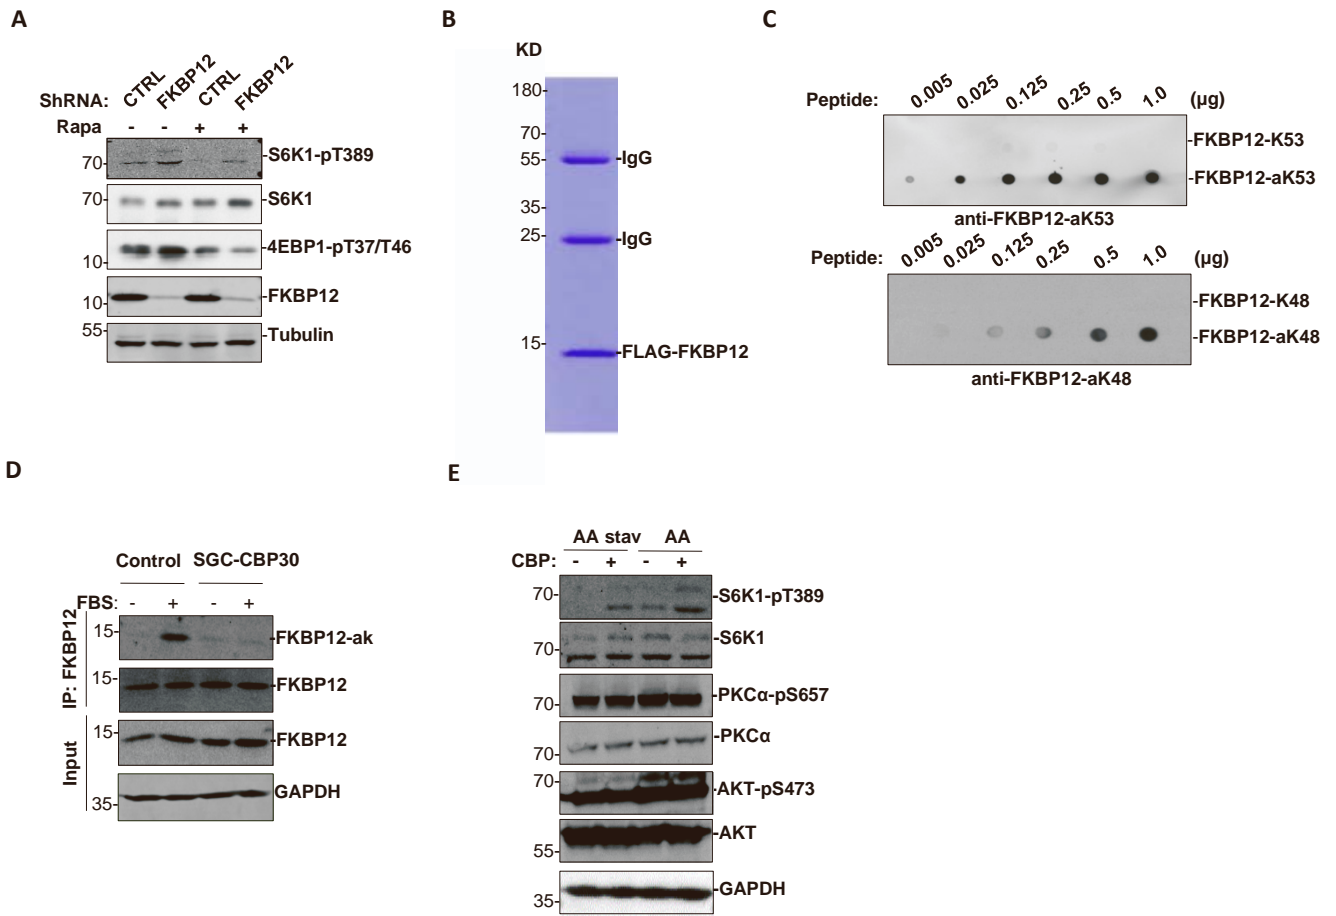 A
ShRNA: CTRL FKBP12 CTRL FKBP12
Rapa - - + +
70- -S6K1-pT389
70- -S6K1
10- -4EBP1-pT37/T46
10- -FKBP12
55- -Tubulin
B
KD
180-
70-
55- -IgG
35-
25- -IgG
15- -FLAG-FKBP12
C
Peptide: 0.005 0.025 0.125 0.25 0.5 1.0 (µg)
-FKBP12-K53
-FKBP12-aK53
anti-FKBP12-aK53
Peptide: 0.005 0.025 0.125 0.25 0.5 1.0 (µg)
-FKBP12-K48
-FKBP12-aK48
anti-FKBP12-aK48
D
Control SGC-CBP30
FBS: - + - +
IP: FKBP12
15- -FKBP12-ak
15- -FKBP12
Input
15- -FKBP12
35- GAPDH
E
AA stav AA
CBP: - + - +
70- -S6K1-pT389
70- -S6K1
70- -PKCα-pS657
70- -PKCα
70- -AKT-pS473
55- -AKT
35- -GAPDH